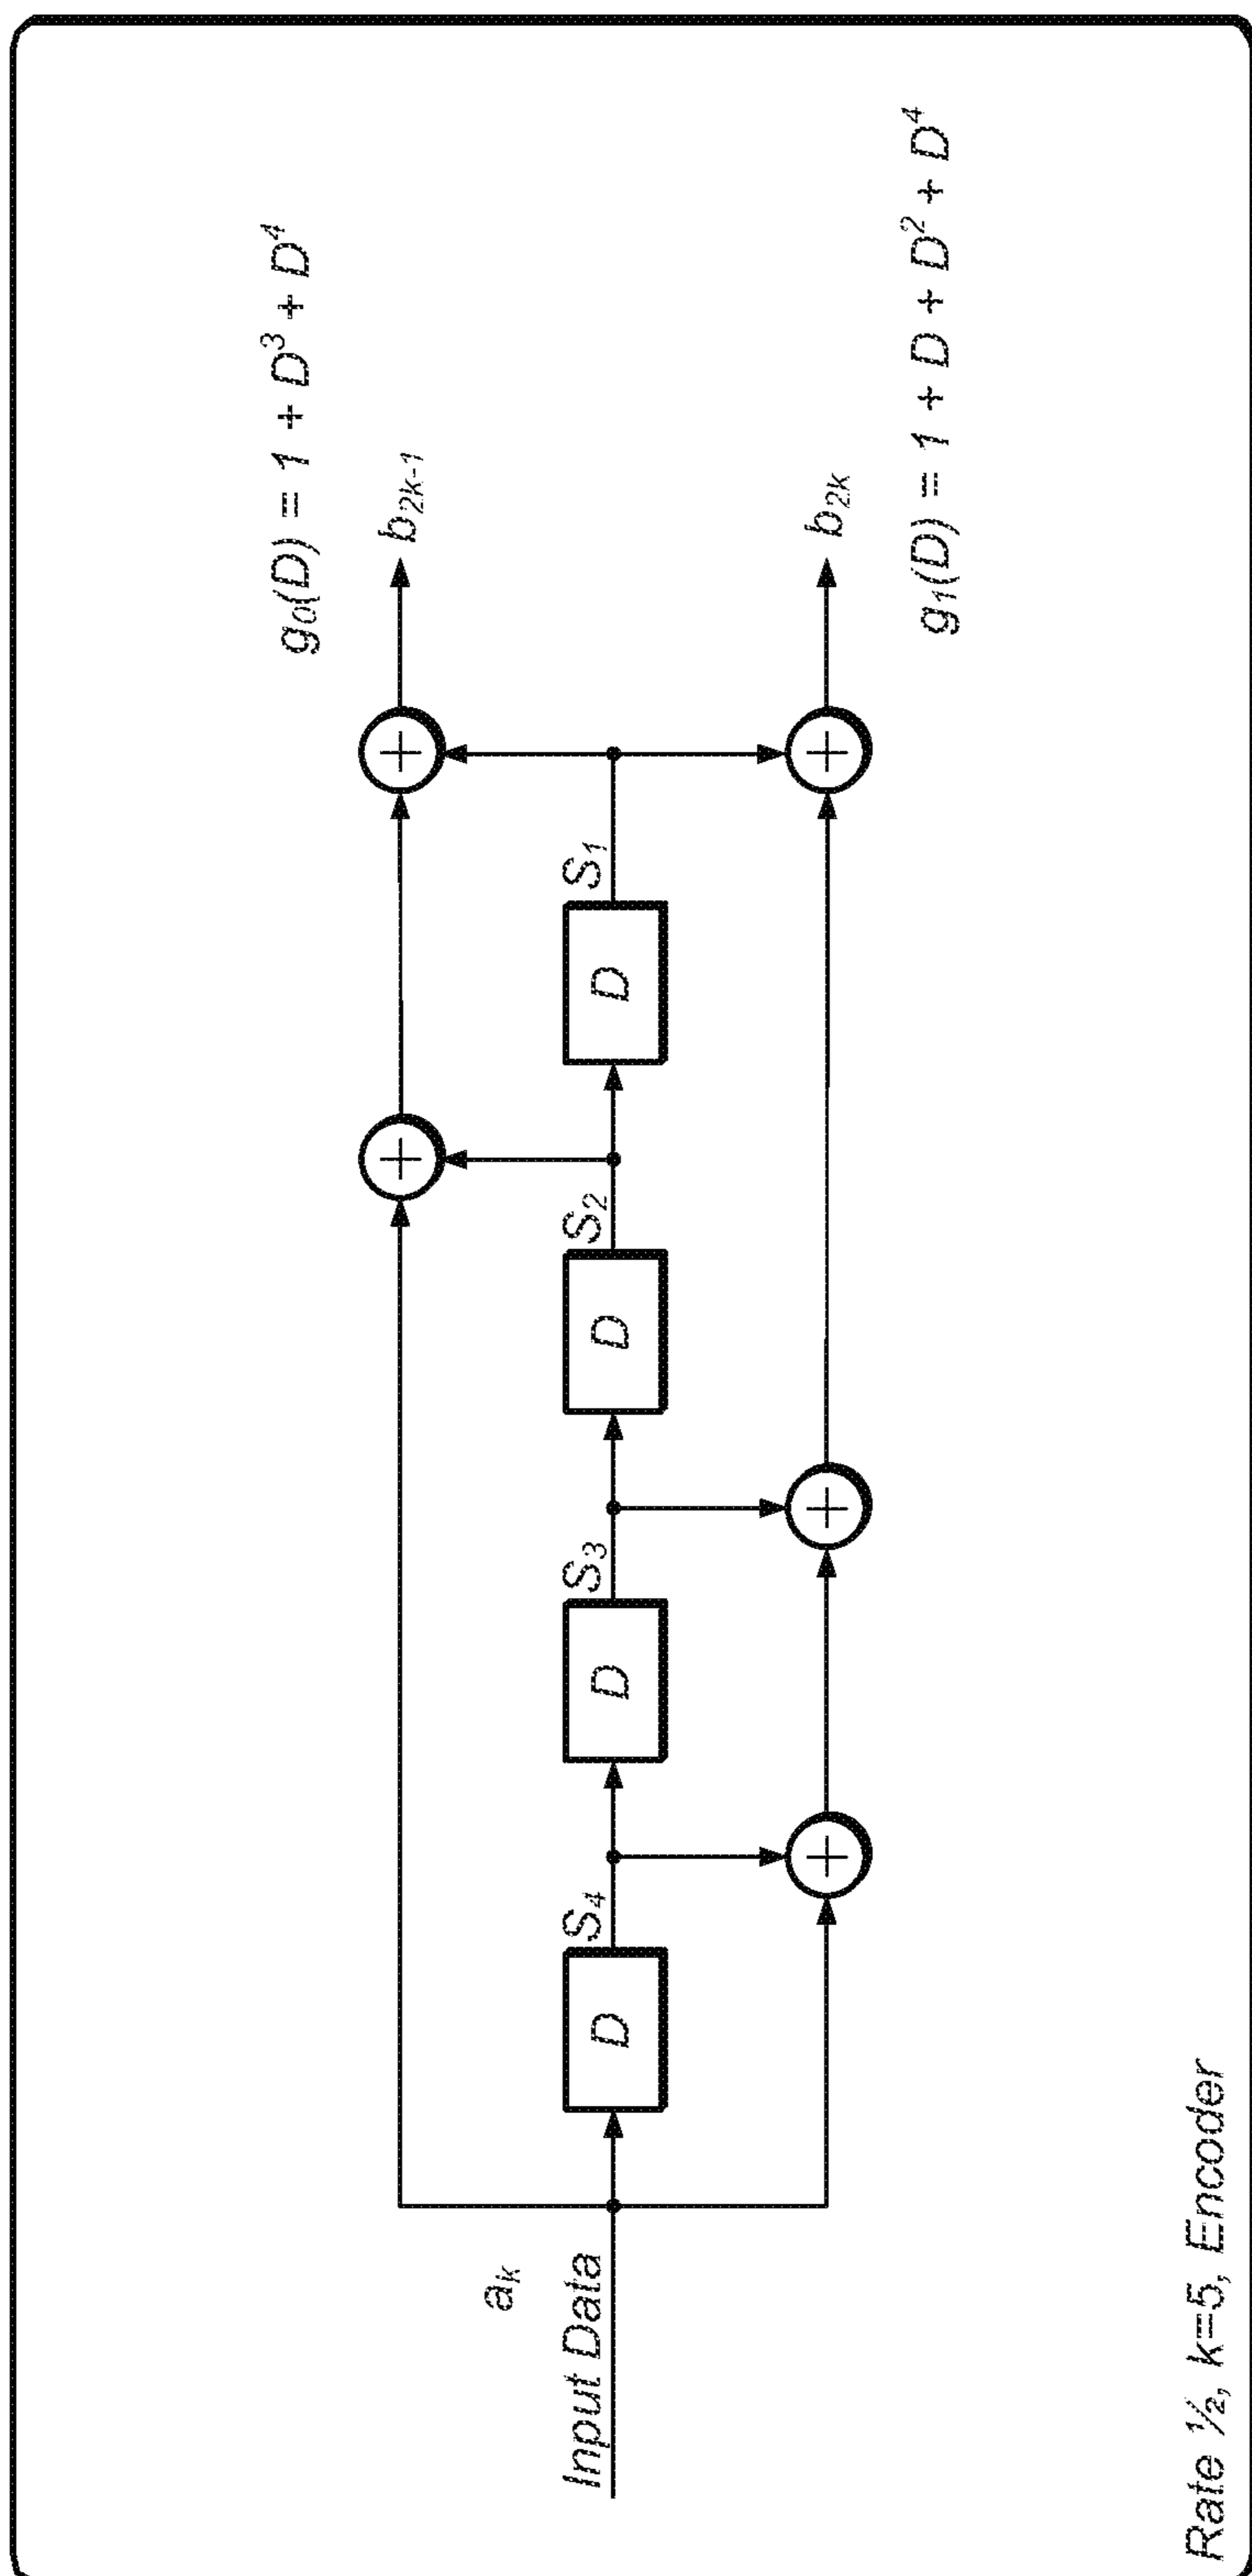 g₀(D) = 1 + D³ + D⁴
b₂ₖ₋₁
aₖ
Input Data
D
S₄
D
S₃
D
S₂
D
S₁
b₂ₖ
g₁(D) = 1 + D + D² + D⁴
Rate ½, k=5, Encoder